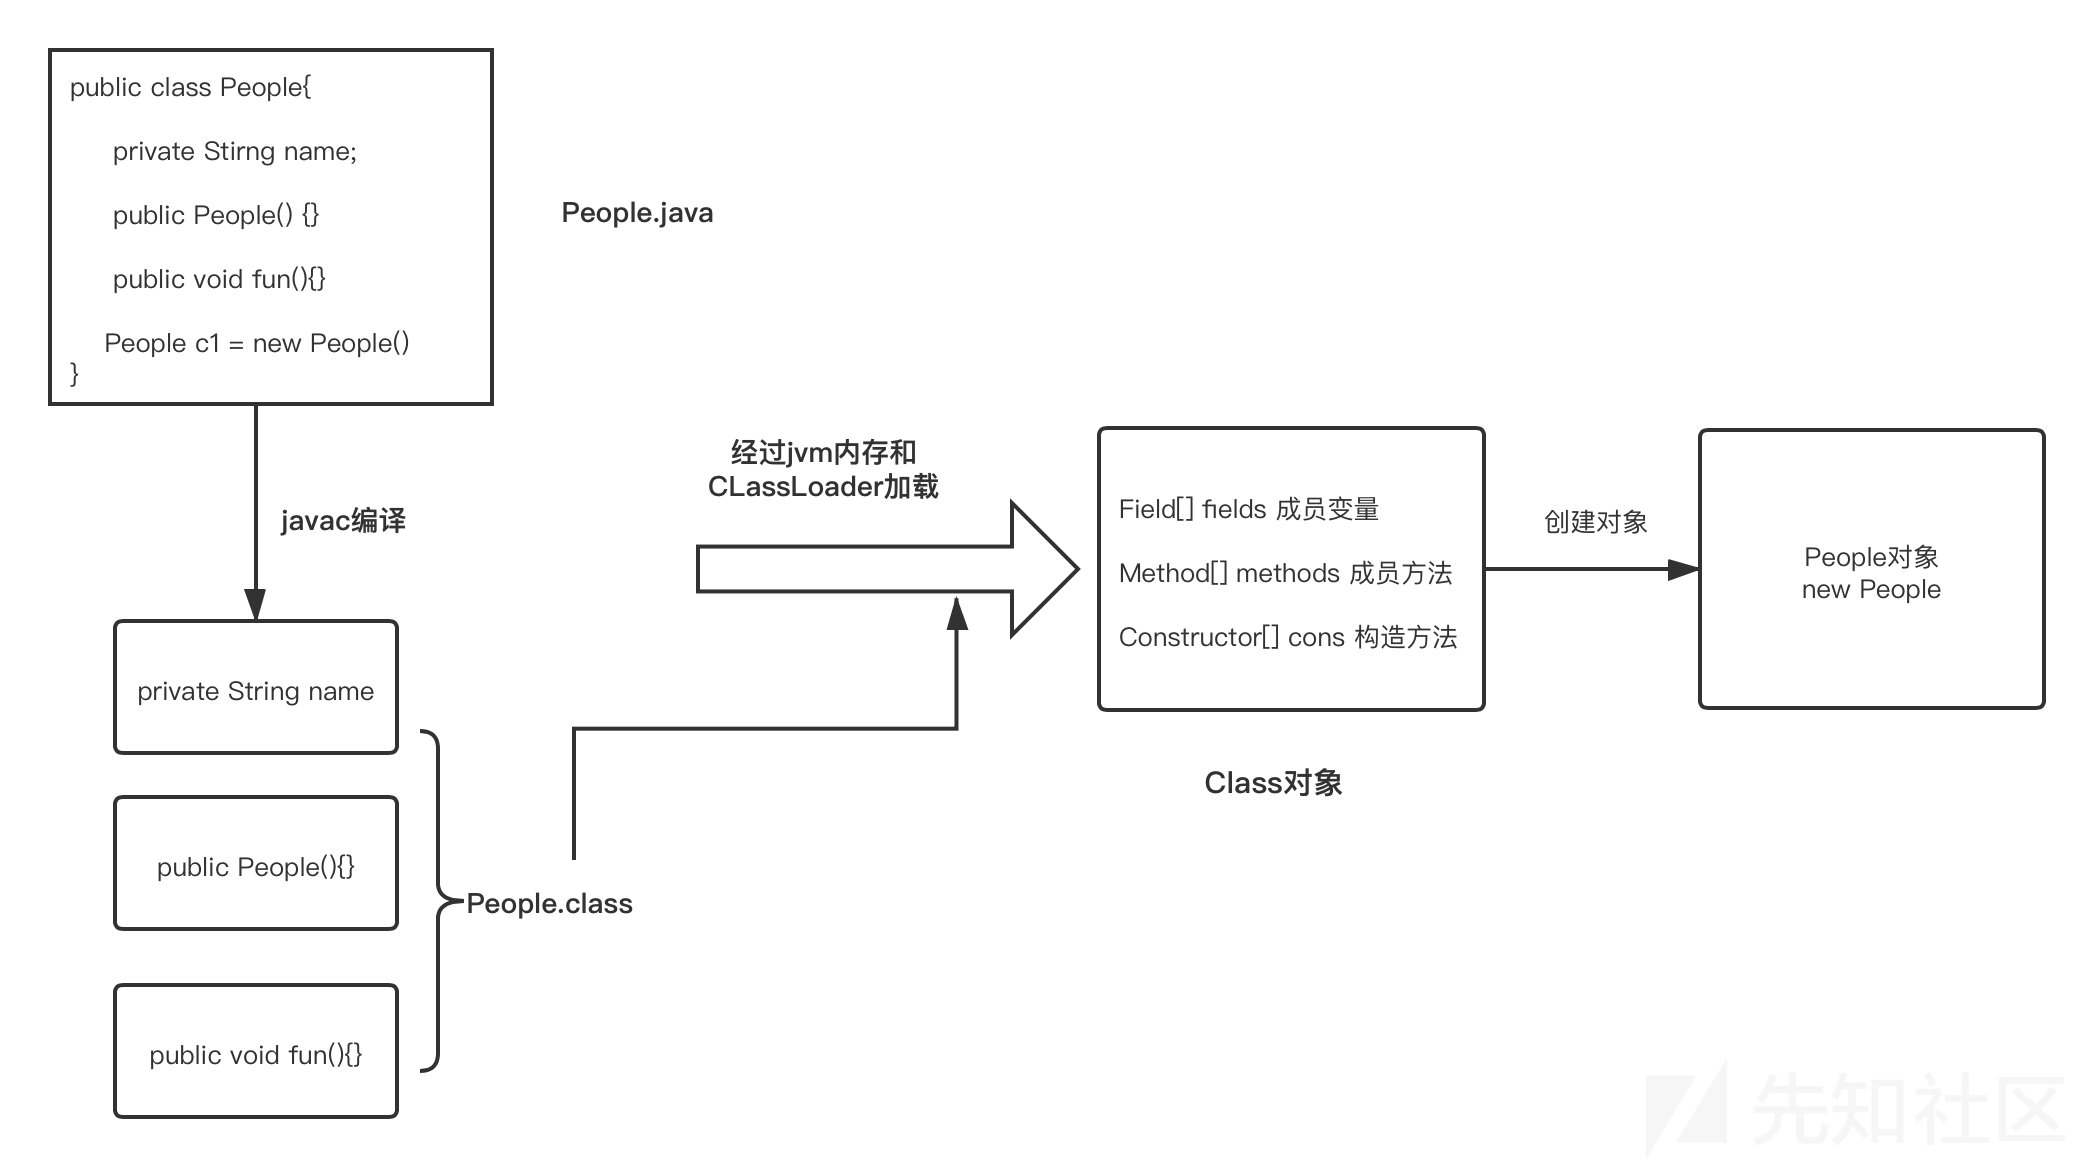 public class People{
private Stirng name;
public People() {}
public void fun(){}
People c1 = new People()
}
People.java
javac编译
private String name
public People(){}
public void fun(){}
People.class
经过jvm内存和
CLassLoader加载
Field[] fields 成员变量
Method[] methods 成员方法
Constructor[] cons 构造方法
Class对象
创建对象
People对象
new People
先知社区